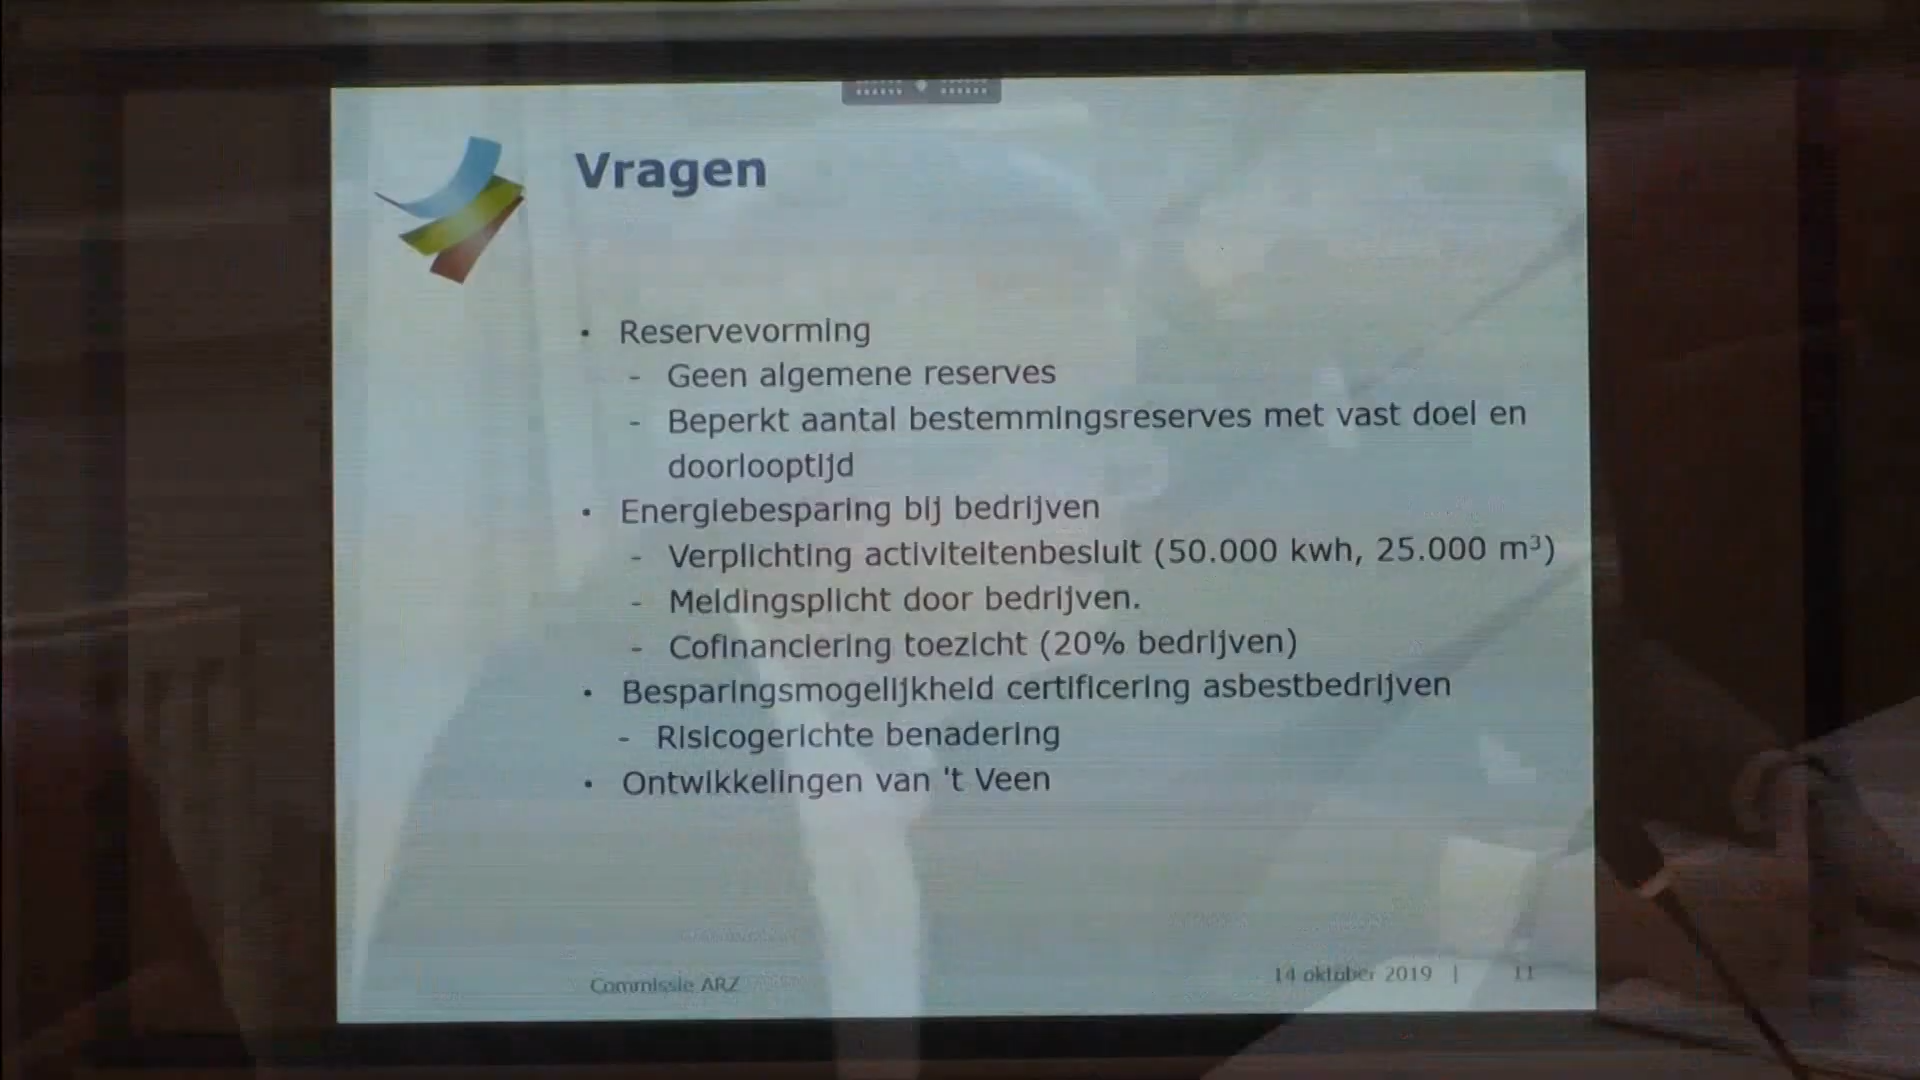 Vragen
• Reservevorming
- Geen algemene reserves
- Beperkt aantal bestemmingsreserves met vast doel en
doorlooptijd
• Energiebesparing bij bedrijven
- Verplichting activiteitenbesluit (50.000 kwh, 25.000 m³)
- Meldingsplicht door bedrijven.
- Cofinanciering toezicht (20% bedrijven)
• Besparingsmogelijkheid certificering asbestbedrijven
- Risicogerichte benadering
• Ontwikkelingen van 't Veen
Commissie ARZ 14 oktober 2019 | 11